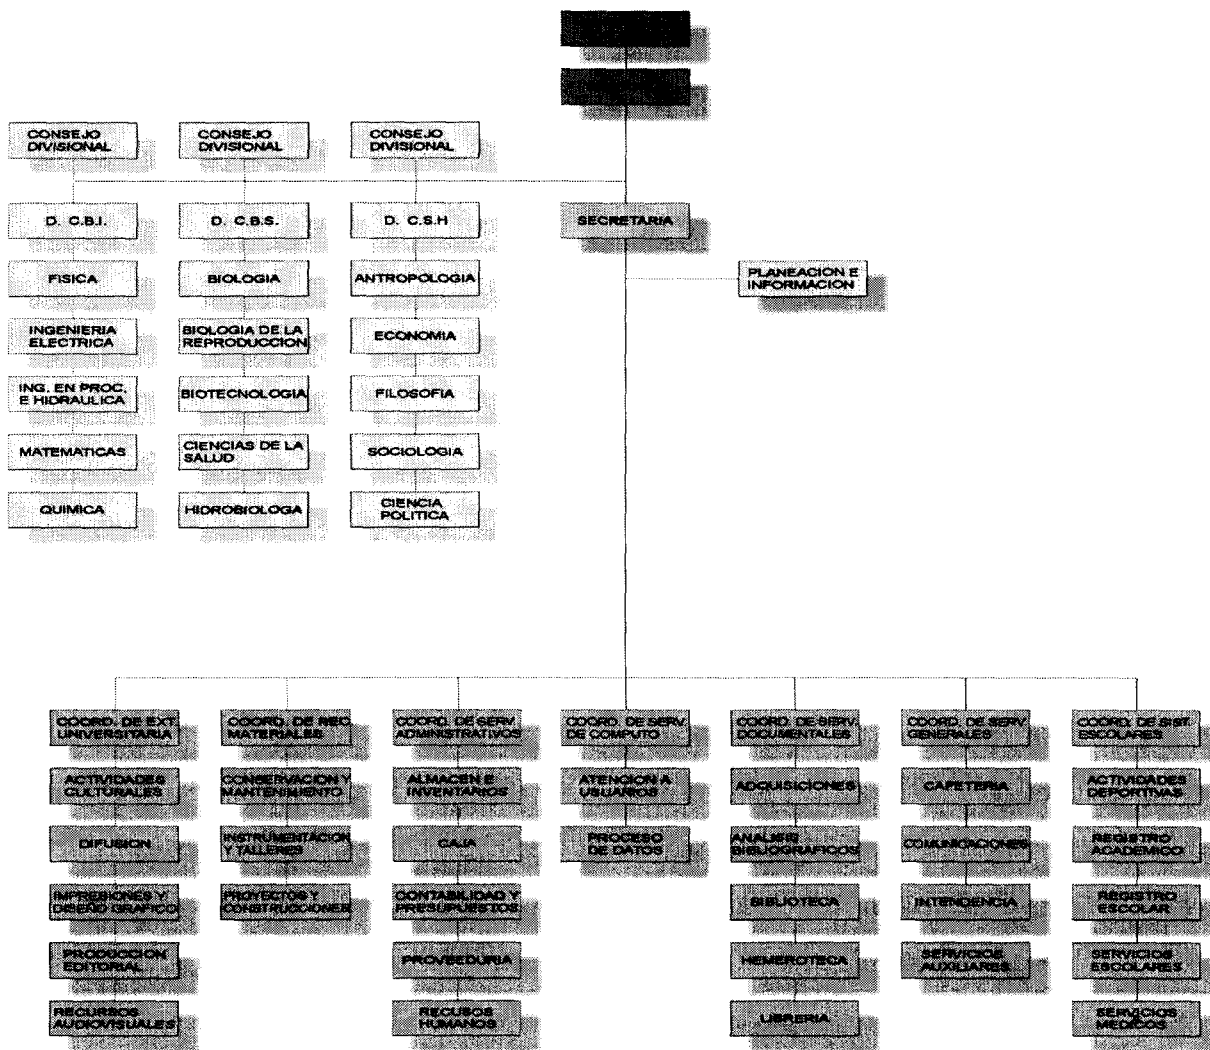 CONSEJO
DIVISIONAL
CONSEJO
DIVISIONAL
CONSEJO
DIVISIONAL
D. C.B.I.
D. C.B.S.
D. C.S.H
SECRETARIA
FISICA
BIOLOGIA
ANTROPOLOGIA
PLANEACION E
INFORMACION
INGENIERIA
ELECTRICA
BIOLOGIA DE LA
REPRODUCCION
ECONOMIA
ING. EN PROC.
E HIDRAULICA
BIOTECNOLOGIA
FILOSOFIA
MATEMATICAS
CIENCIAS DE LA
SALUD
SOCIOLOGIA
QUIMICA
HIDROBIOLOGA
CIENCIA
POLITICA
COORD. DE EXT.
UNIVERSITARIA
COORD. DE REC.
MATERIALES
COORD. DE SERV.
ADMINISTRATIVOS
COORD. DE SERV.
DE COMPUTO
COORD. DE SERV.
DOCUMENTALES
COORD. DE SERV.
GENERALES
COORD. DE SIST.
ESCOLARES
ACTIVIDADES
CULTURALES
CONSERVACION Y
MANTENIMIENTO
ALMACEN E
INVENTARIOS
ATENCION A
USUARIOS
ADQUISICIONES
CAFETERIA
ACTIVIDADES
DEPORTIVAS
DIFUSION
INSTRUMENTACION
Y TALLERES
CAJA
PROCESO
DE DATOS
ANALISIS
BIBLIOGRAFICOS
COMUNICACIONES
REGISTRO
ACADEMICO
IMPRESIONES Y
DISEÑO GRAFICO
PROYECTOS Y
CONSTRUCCIONES
CONTABILIDAD Y
PRESUPUESTOS
BIBLIOTECA
INTENDENCIA
REGISTRO
ESCOLAR
PRODUCCION
EDITORIAL
PROVEEDURIA
HEMEROTECA
SERVICIOS
AUXILIARES
SERVICIOS
ESCOLARES
RECURSOS
AUDIOVISUALES
RECUSOS
HUMANOS
LIBRERIA
SERVICIOS
MEDICOS